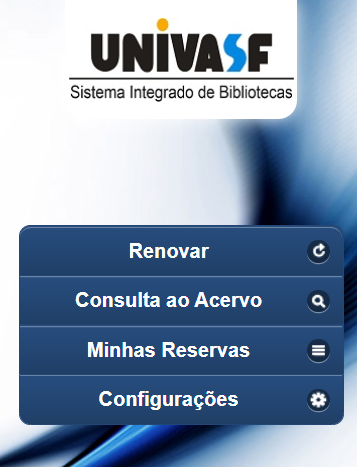 UNIVASF
Sistema Integrado de Bibliotecas
Renovar
Consulta ao Acervo
Minhas Reservas
Configurações